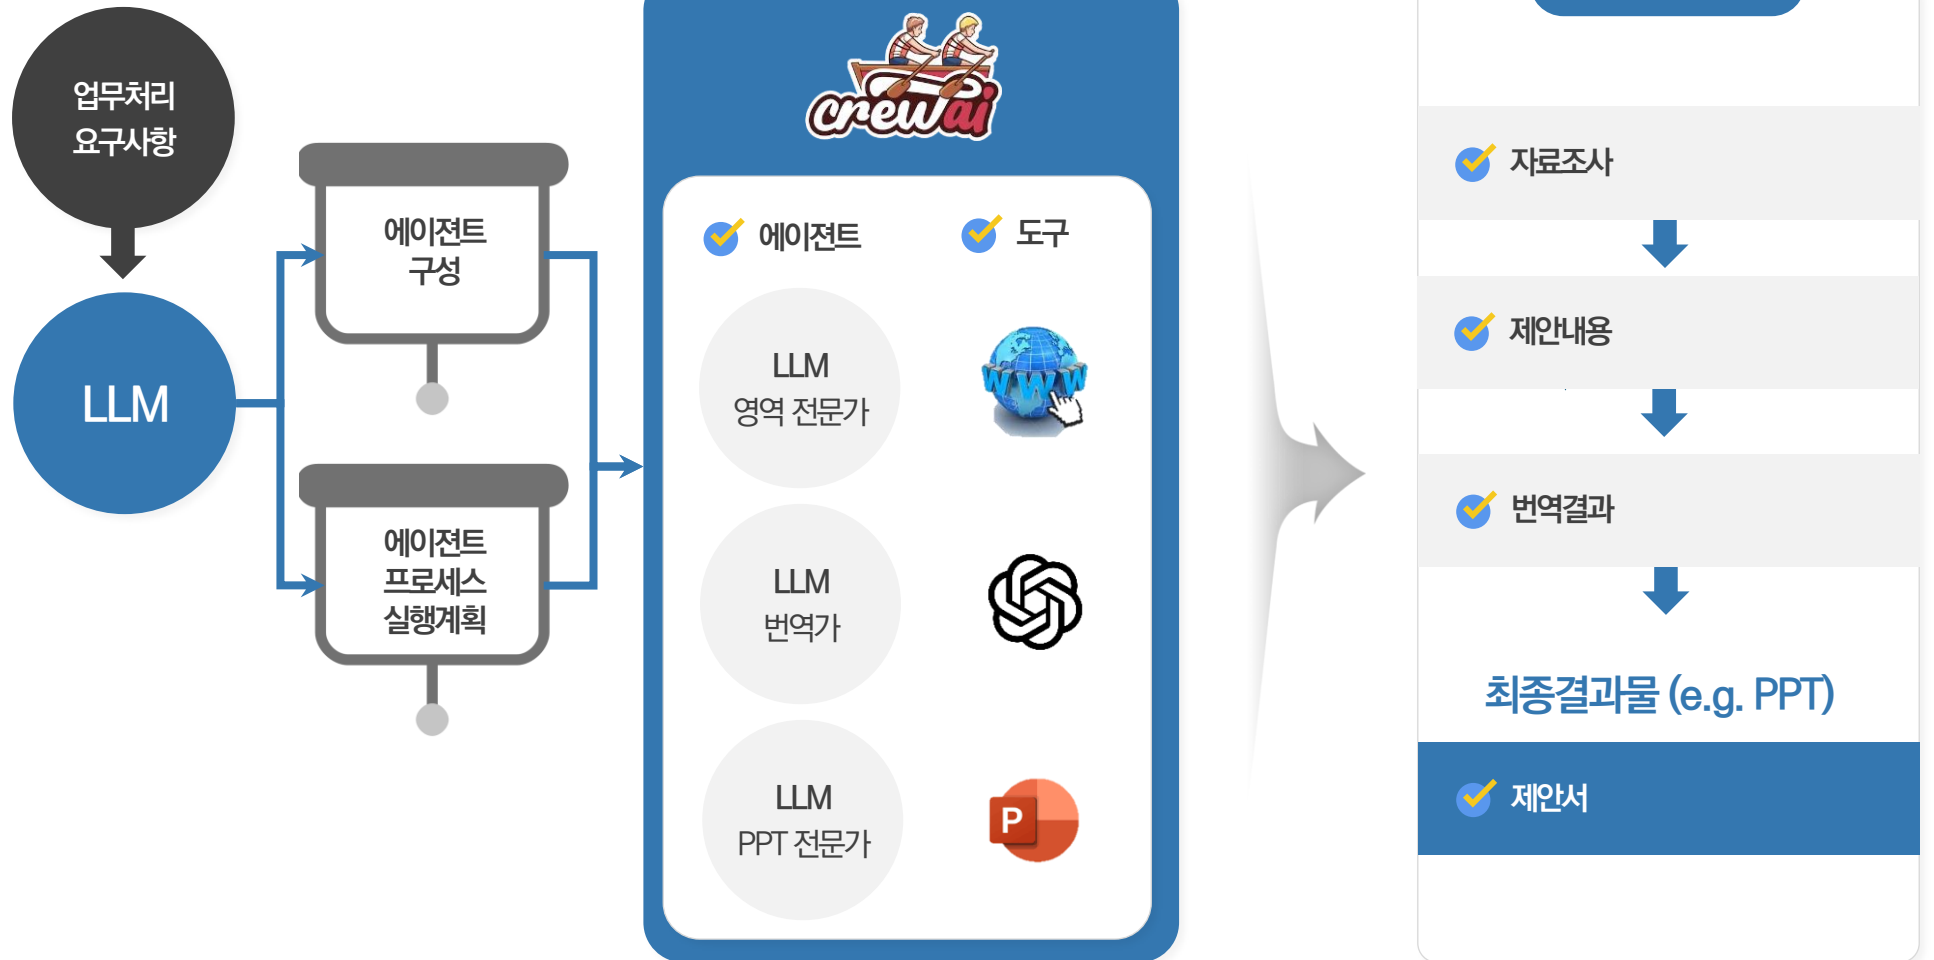 업무처리
요구사항
LLM
에이젼트
구성
에이젼트
프로세스
실행계획
crewai
에이젼트
도구
LLM
영역 전문가
WWW
LLM
번역가
LLM
PPT 전문가
P
자료조사
제안내용
번역결과
최종결과물 (e.g. PPT)
제안서